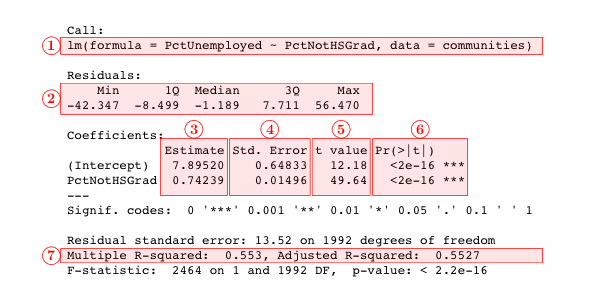 Call:
① lm(formula = PctUnemployed ~ PctNotHSGrad, data = communities)
Residuals:
Min 1Q Median 3Q Max
② -42.347 -8.499 -1.189 7.711 56.470
③ ④ ⑤ ⑥
Coefficients:
Estimate Std. Error t value Pr(>|t|)
(Intercept) 7.89520 0.64833 12.18 <2e-16 ***
PctNotHSGrad 0.74239 0.01496 49.64 <2e-16 ***
---
Signif. codes: 0 '***' 0.001 '**' 0.01 '*' 0.05 '.' 0.1 ' ' 1
Residual standard error: 13.52 on 1992 degrees of freedom
⑦ Multiple R-squared: 0.553, Adjusted R-squared: 0.5527
F-statistic: 2464 on 1 and 1992 DF, p-value: < 2.2e-16